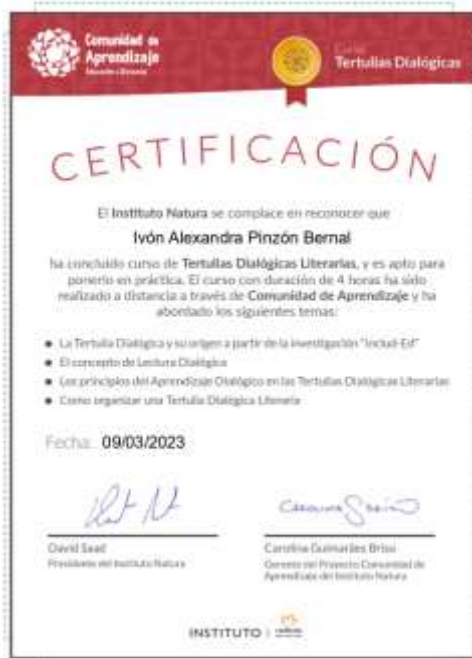 Comunidad de
Aprendizaje
Curso
Tertulias Dialógicas
CERTIFICACIÓN
El Instituto Natura se complace en reconocer que
Ivón Alexandra Pinzón Bernal
ha concluido curso de Tertulias Dialógicas Literarias, y es apto para
ponerlo en práctica. El curso con duración de 4 horas ha sido
realizado a distancia a través de Comunidad de Aprendizaje y ha
abordado los siguientes temas:
La Tertulia Dialógica y su origen a partir de la investigación "Includ-Ed"
El concepto de Lectura Dialógica
Los principios del Aprendizaje Dialógico en las Tertulias Dialógicas Literarias
Como organizar una Tertulia Dialógica Literaria
Fecha: 09/03/2023
David Saad
Presidente del Instituto Natura
Carolina Guimarães Briso
Gerente del Proyecto Comunidad de
Aprendizaje del Instituto Natura
INSTITUTO